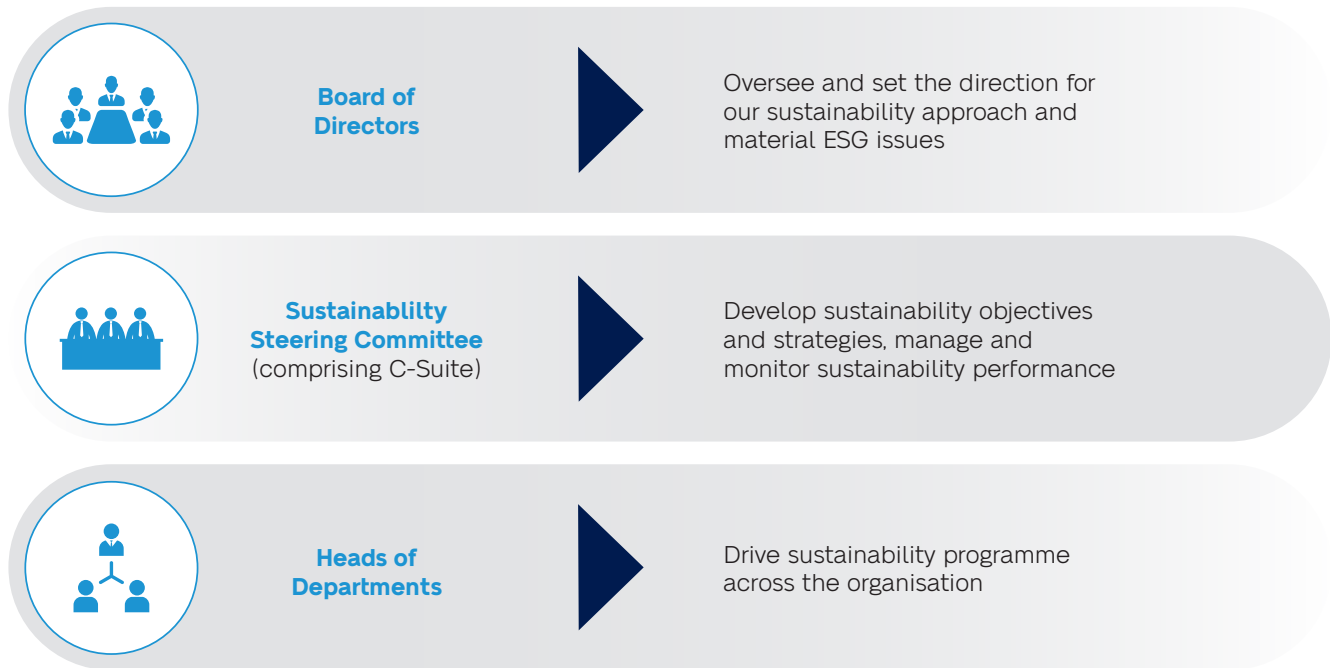 Board of
Directors
Oversee and set the direction for
our sustainability approach and
material ESG issues
Sustainablilty
Steering Committee
(comprising C-Suite)
Develop sustainability objectives
and strategies, manage and
monitor sustainability performance
Heads of
Departments
Drive sustainability programme
across the organisation